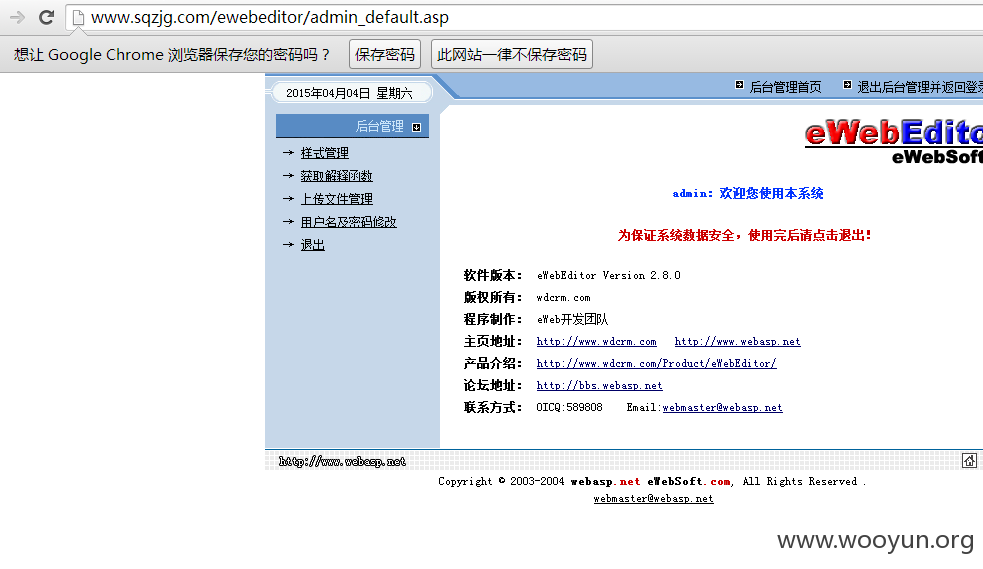 www.sqzjg.com/ewebeditor/admin_default.asp
想让 Google Chrome 浏览器保存您的密码吗？ 保存密码 此网站一律不保存密码
2015年04月04日 星期六 后台管理首页 退出后台管理并返回登录
后台管理
样式管理
获取解释函数
上传文件管理
用户名及密码修改
退出
eWebEdito
eWebSoft
admin：欢迎您使用本系统
为保证系统数据安全，使用完后请点击退出！
软件版本： eWebEditor Version 2.8.0
版权所有： wdcrm.com
程序制作： eWeb开发团队
主页地址： http://www.wdcrm.com http://www.webasp.net
产品介绍： http://www.wdcrm.com/Product/eWebEditor/
论坛地址： http://bbs.webasp.net
联系方式： OICQ:589808 Email:webmaster@webasp.net
http://www.webasp.net
Copyright © 2003-2004 webasp.net eWebSoft.com, All Rights Reserved .
webmaster@webasp.net
www.wooyun.org